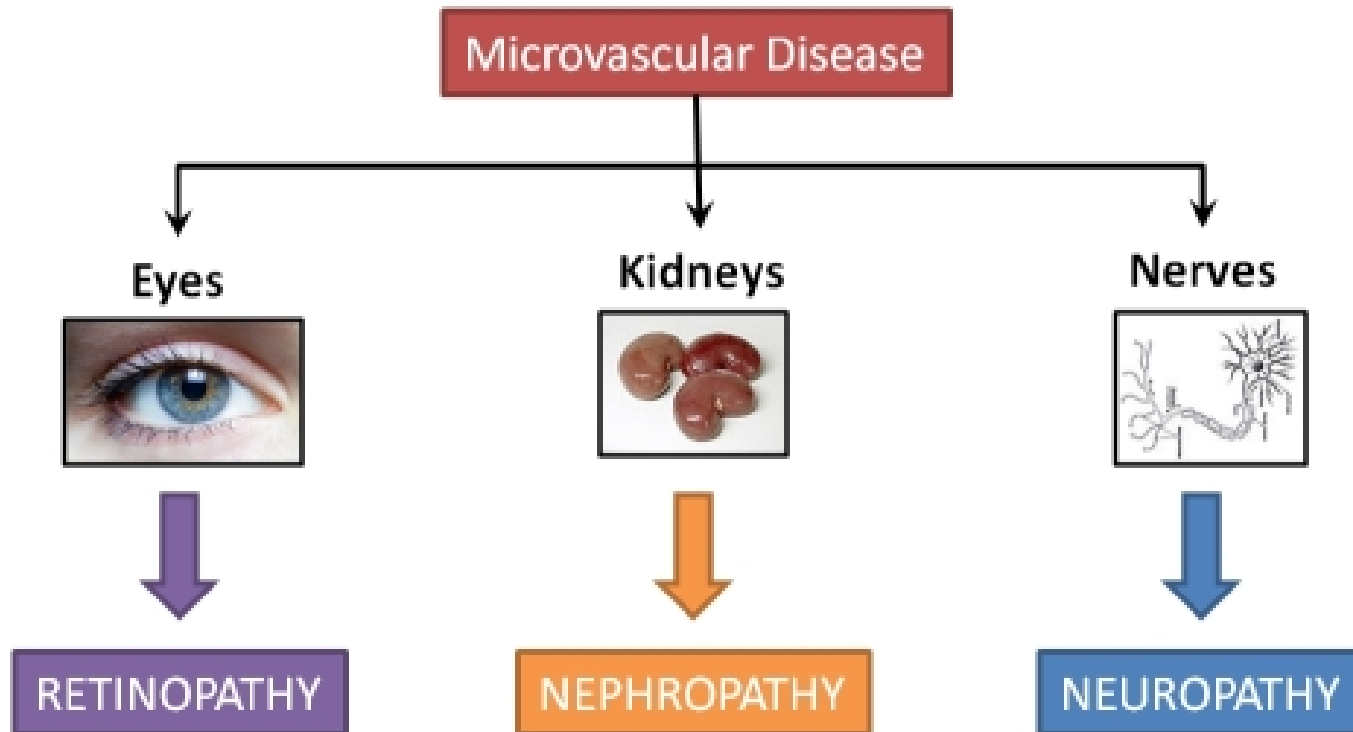 Microvascular Disease
Eyes
Kidneys
Nerves
RETINOPATHY
NEPHROPATHY
NEUROPATHY